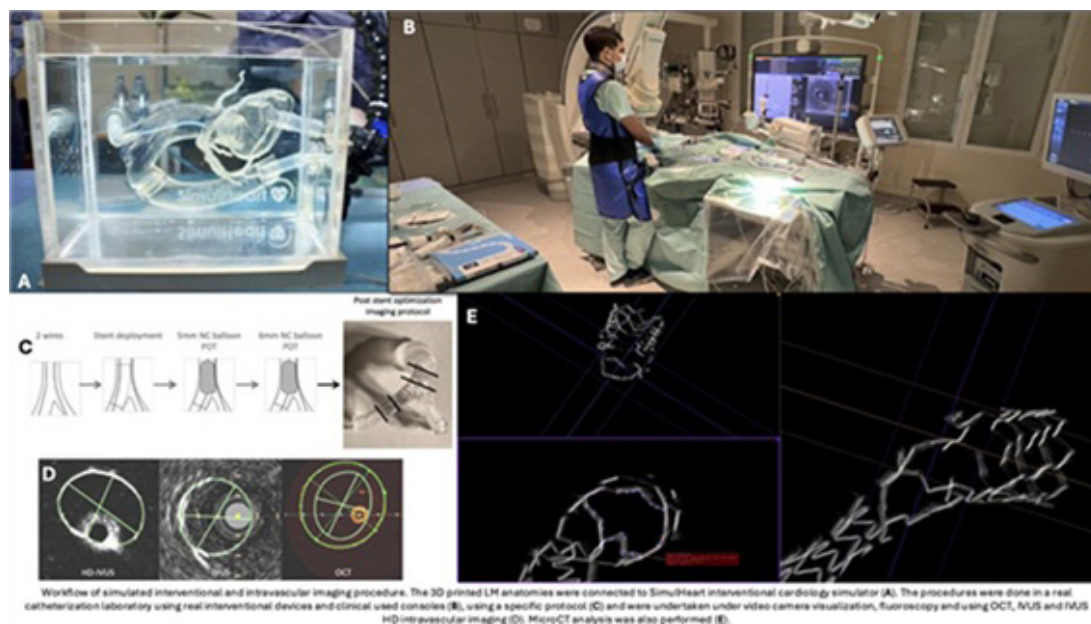 A
B
SimulHeart
SimulHeart
C
2 wires
Stent deployment
5mm NC balloon
POT
6mm NC balloon
POT
Post stent optimization
imaging protocol
D
HD-IVUS
IVUS
OCT
E
Workflow of simulated interventional and intravascular imaging procedure. The 3D printed LM anatomies were connected to SimulHeart interventional cardiology simulator (A). The procedures were done in a real
catheterization laboratory using real interventional devices and clinical used consoles (B), using a specific protocol (C) and were undertaken under video camera visualization, fluoroscopy and using OCT, IVUS and IVUS
HD intravascular imaging (D). MicroCT analysis was also performed (E).